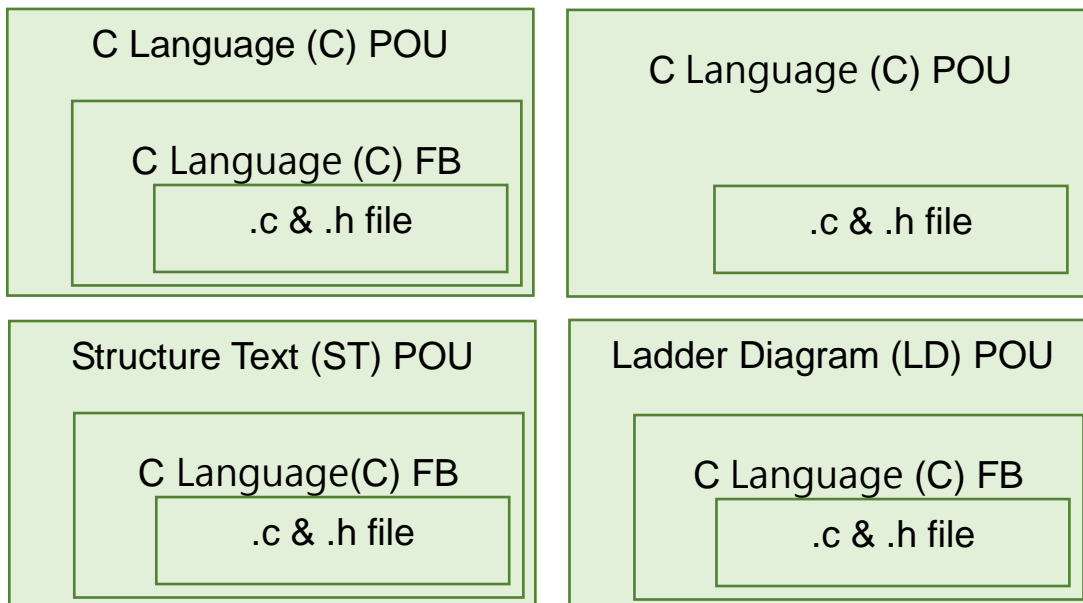 C Language (C) POU
C Language (C) FB
.c & .h file
C Language (C) POU
.c & .h file
Structure Text (ST) POU
C Language(C) FB
.c & .h file
Ladder Diagram (LD) POU
C Language (C) FB
.c & .h file